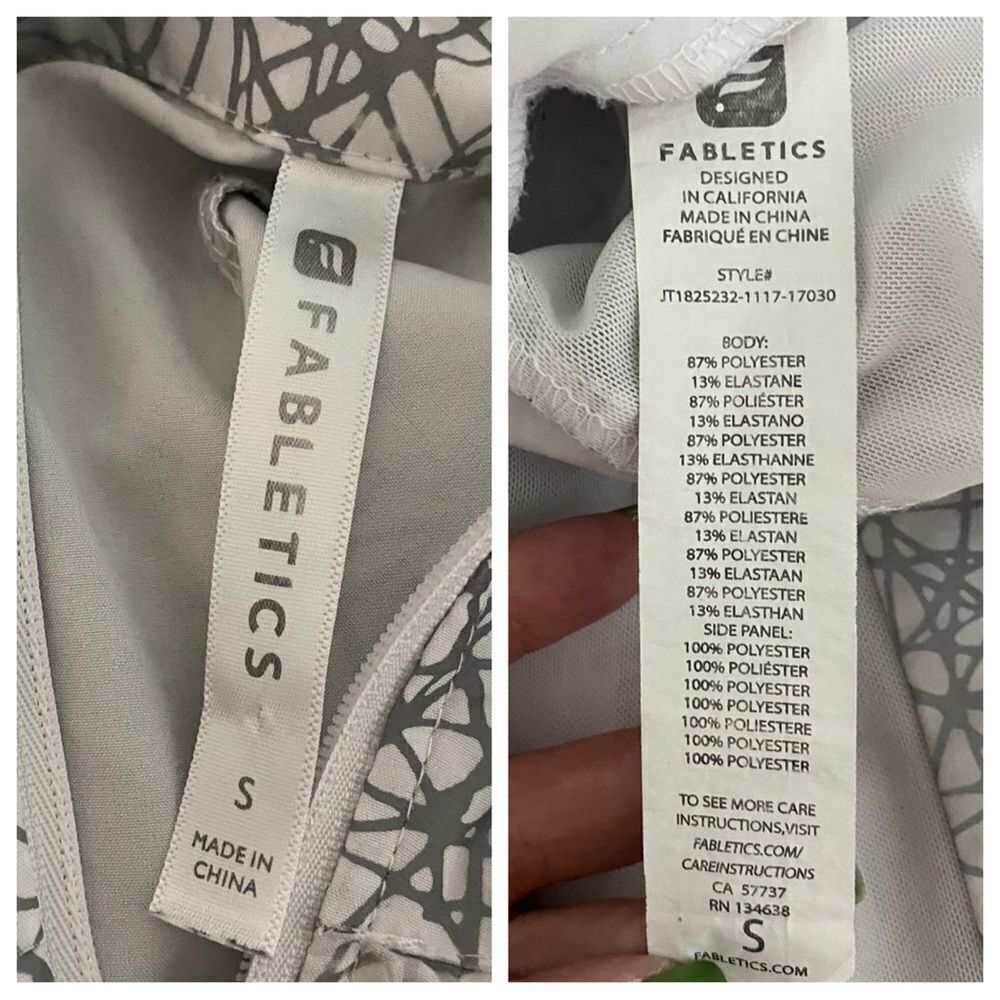 FABLETICS
S
MADE IN
CHINA
FABLETICS
DESIGNED
IN CALIFORNIA
MADE IN CHINA
FABRIQUÉ EN CHINE
STYLE#
JT1825232-1117-17030
BODY:
87% POLYESTER
13% ELASTANE
87% POLIÉSTER
13% ELASTANO
87% POLYESTER
13% ELASTHANNE
87% POLYESTER
13% ELASTAN
87% POLIESTERE
13% ELASTAN
87% POLYESTER
13% ELASTAAN
87% POLYESTER
13% ELASTHAN
SIDE PANEL:
100% POLYESTER
100% POLIÉSTER
100% POLYESTER
100% POLYESTER
100% POLIESTERE
100% POLYESTER
100% POLYESTER
TO SEE MORE CARE
INSTRUCTIONS,VISIT
FABLETICS.COM/
CAREINSTRUCTIONS
CA 57737
RN 134638
S
FABLETICS.COM